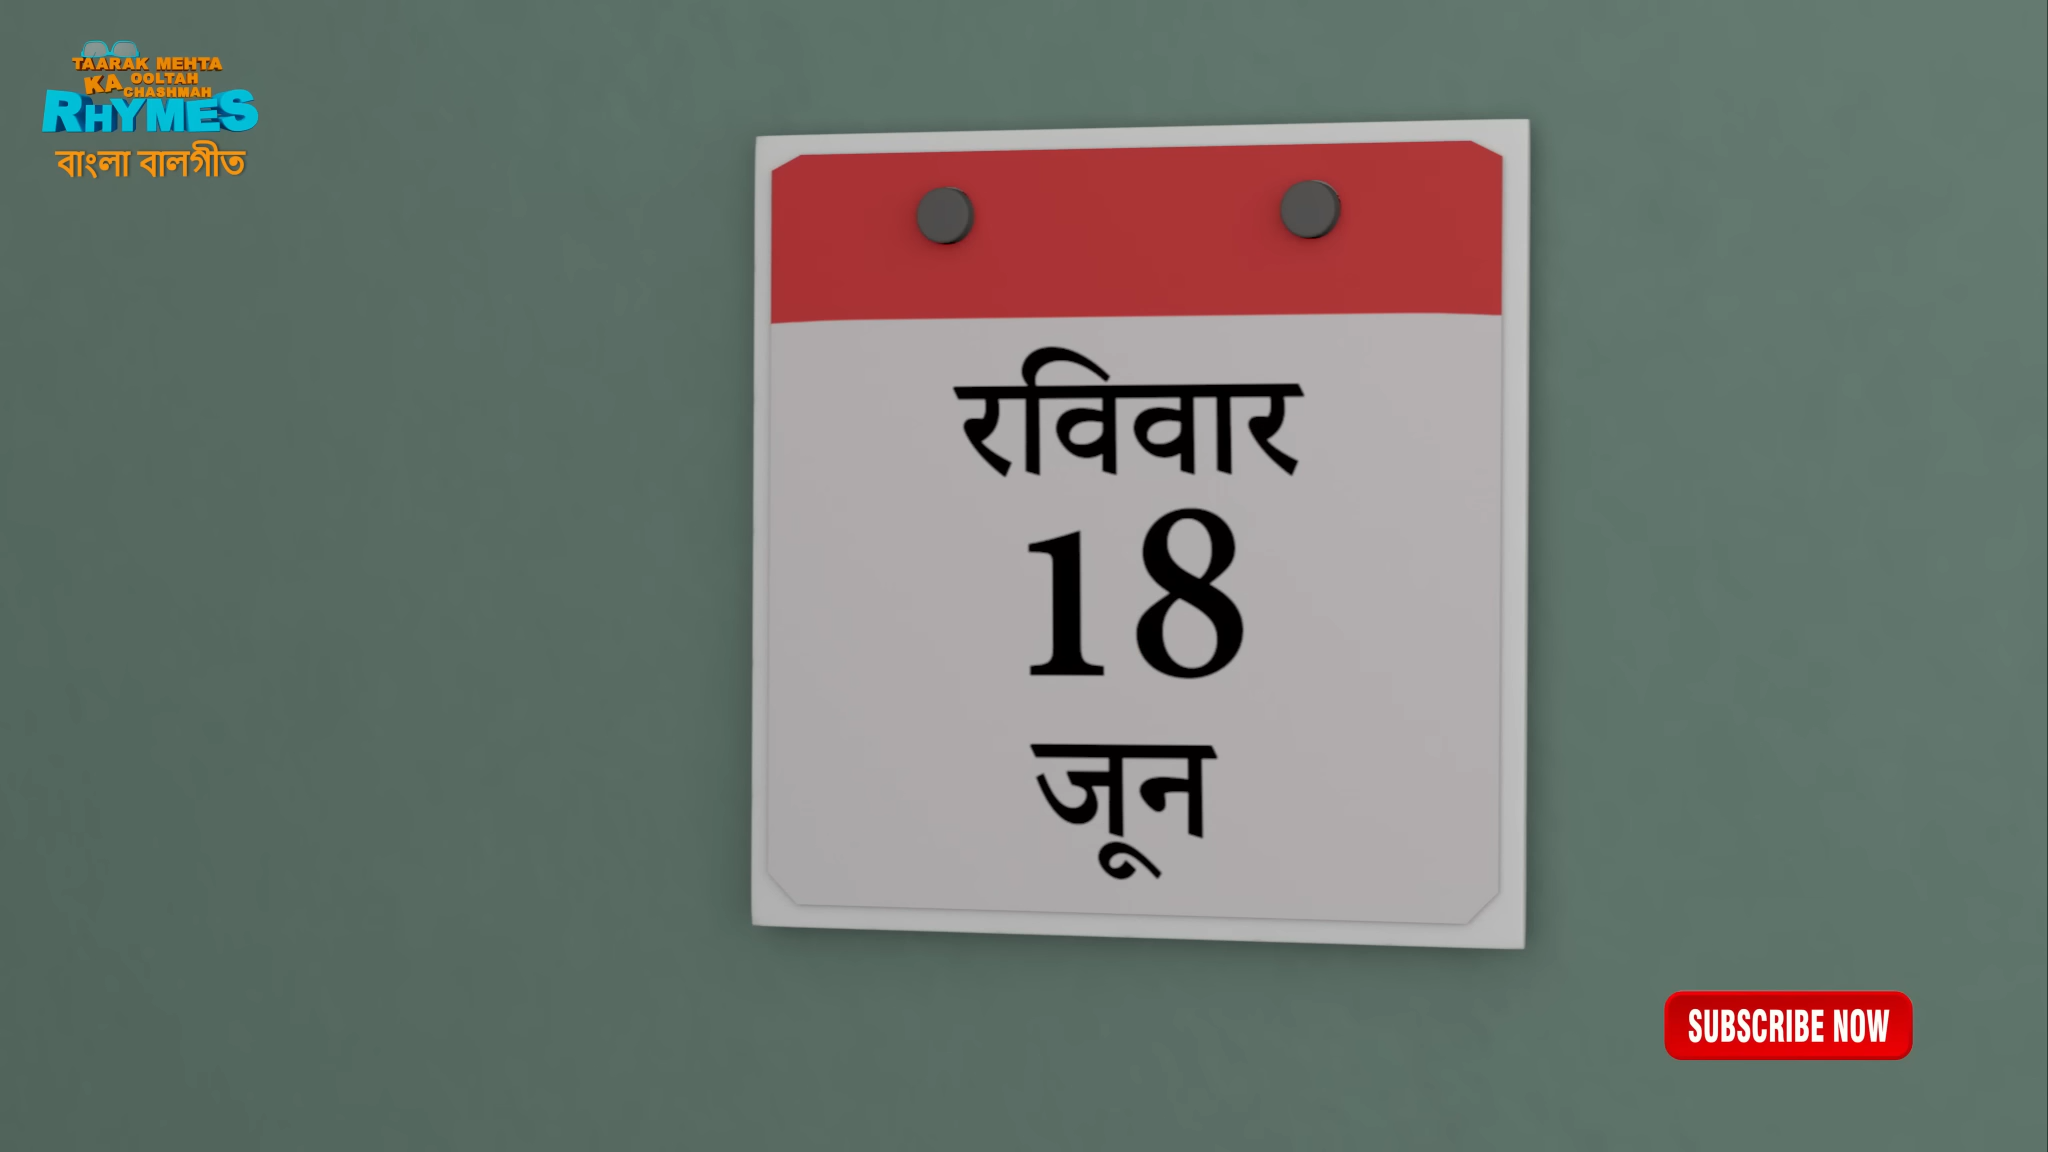 TAARAK MEHTA
KA OOLTAH
CHASHMAH
RHYMES
বাংলা বালগীত
रविवार
18
जून
SUBSCRIBE NOW